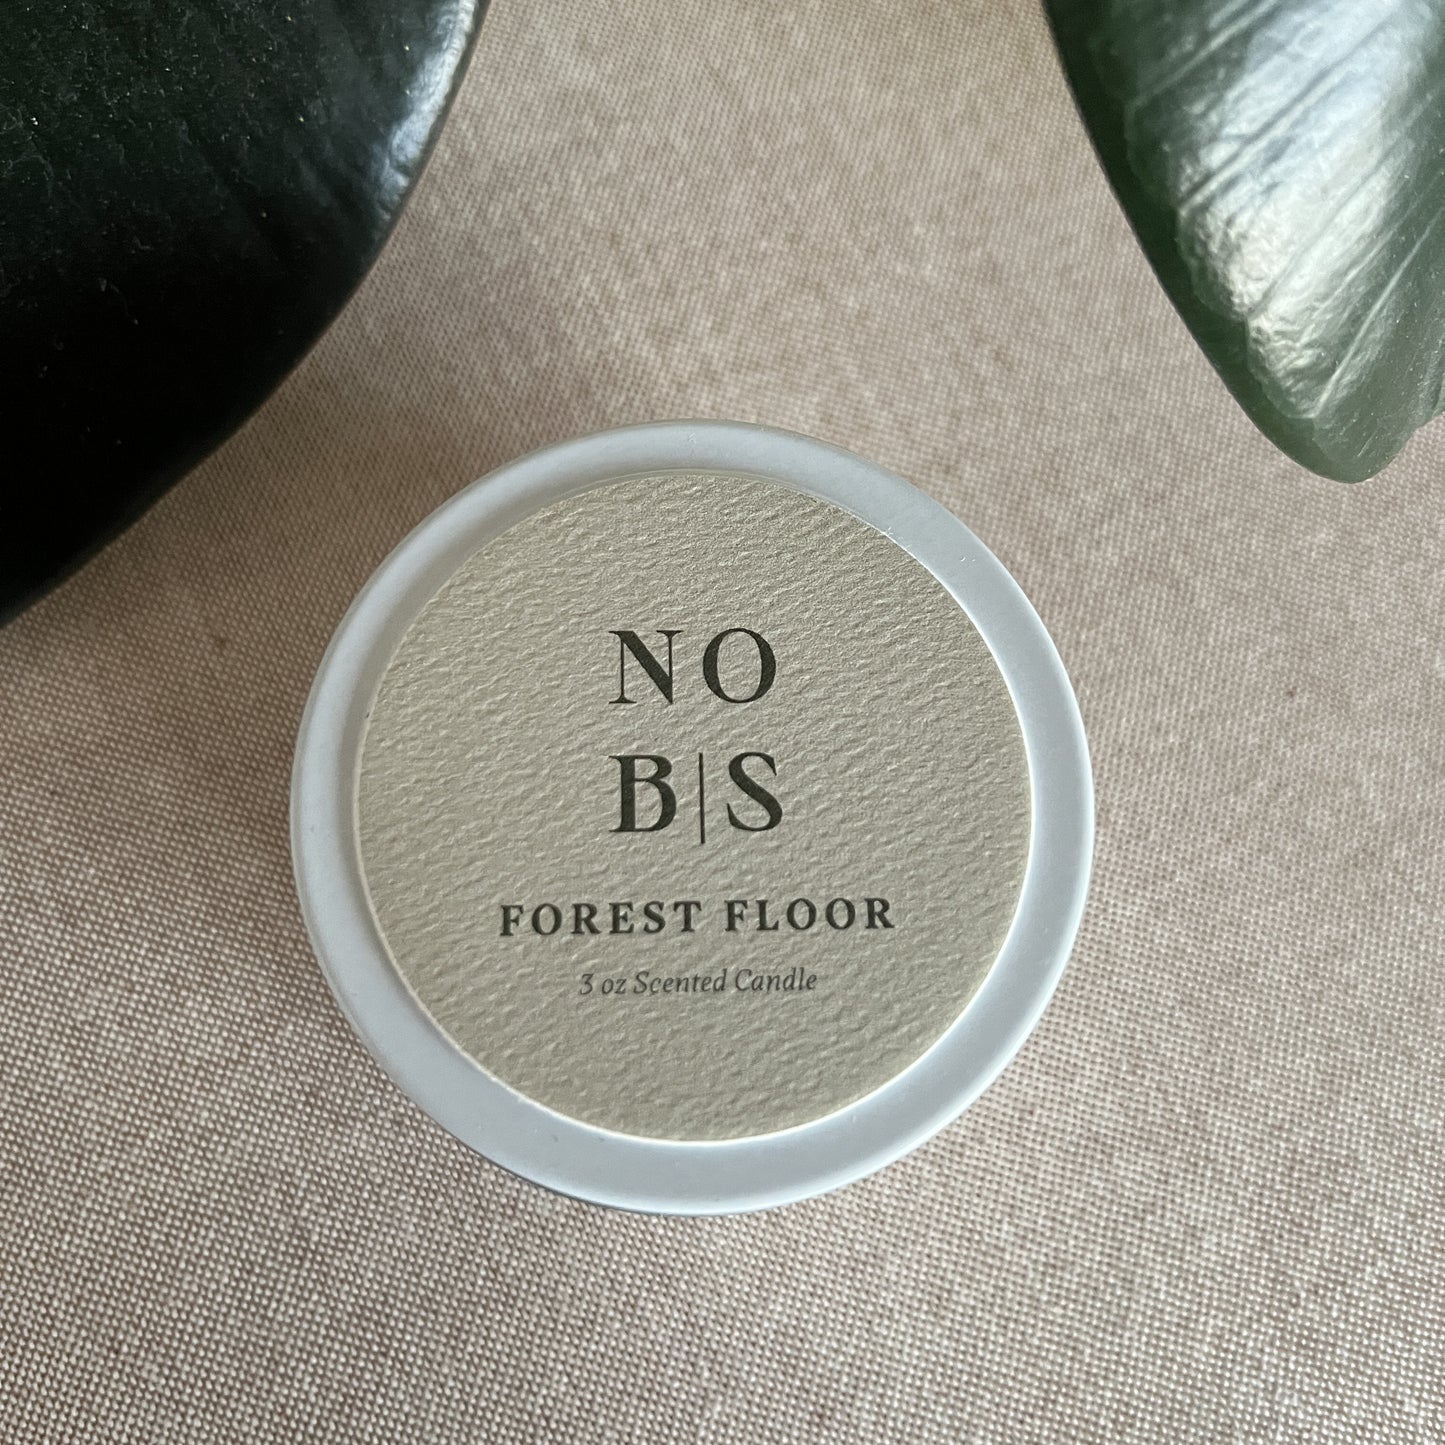 NO
B|S
FOREST FLOOR
3 oz Scented Candle